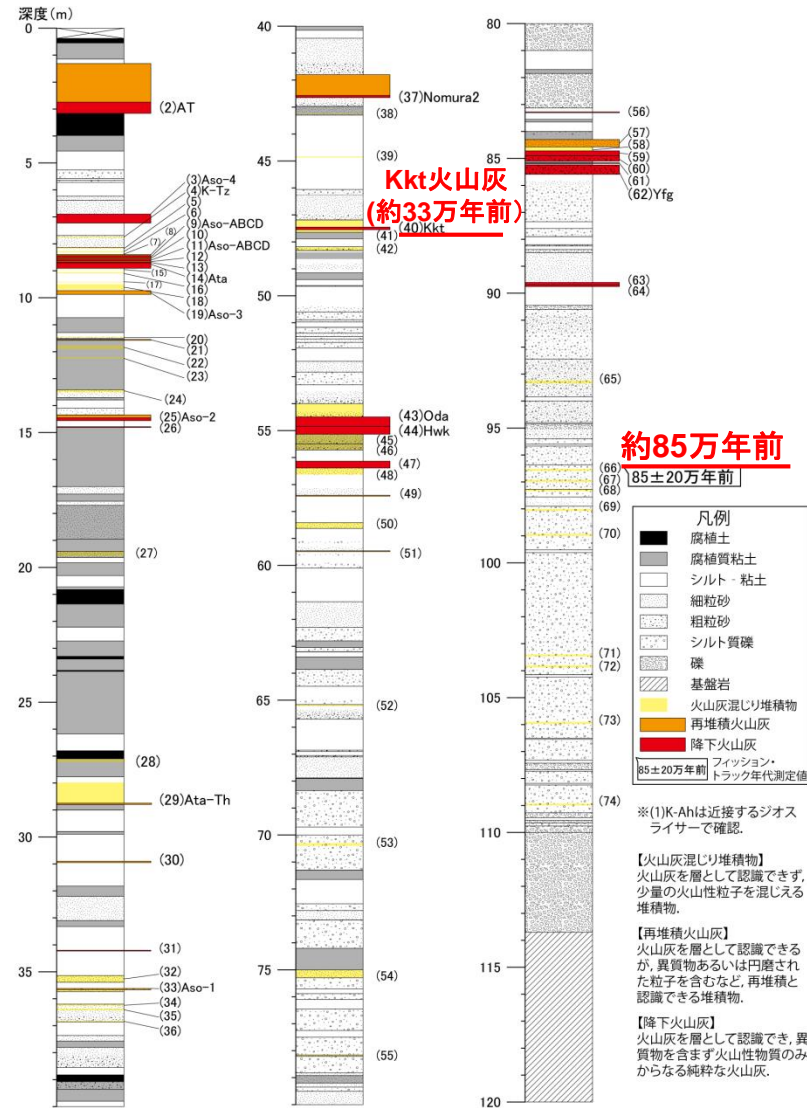 深度(m)
0
5
10
15
20
25
30
35
(2)AT
(3)Aso-4
(4)K-Tz
(5)
(6)
(7)
(8)
(9)Aso-ABCD
(10)
(11)Aso-ABCD
(12)
(13)
(14)Ata
(15)
(16)
(17)
(18)
(19)Aso-3
(20)
(21)
(22)
(23)
(24)
(25)Aso-2
(26)
(27)
(28)
(29)Ata-Th
(30)
(31)
(32)
(33)Aso-1
(34)
(35)
(36)
40
45
50
55
60
65
70
75
(37)Nomura2
(38)
(39)
Kkt火山灰
(約33万年前)
(40)Kkt
(41)
(42)
(43)Oda
(44)Hwk
(45)
(46)
(47)
(48)
(49)
(50)
(51)
(52)
(53)
(54)
(55)
80
85
90
95
100
105
110
115
120
(56)
(57)
(58)
(59)
(60)
(61)
(62)Yfg
(63)
(64)
(65)
約85万年前
(66)
(67)
85±20万年前
(68)
(69)
(70)
(71)
(72)
(73)
(74)
凡例
腐植土
腐植質粘土
シルト‐粘土
細粒砂
粗粒砂
シルト質礫
礫
基盤岩
火山灰混じり堆積物
再堆積火山灰
降下火山灰
85±20万年前
フィッション・
トラック年代測定値
※(1)K-Ahは近接するジオス
ライサーで確認.
【火山灰混じり堆積物】
火山灰を層として認識できず,
少量の火山性粒子を混じえる
堆積物.
【再堆積火山灰】
火山灰を層として認識できる
が, 異質物あるいは円磨され
た粒子を含むなど, 再堆積と
認識できる堆積物.
【降下火山灰】
火山灰を層として認識でき, 異
質物を含まず火山性物質のみ
からなる純粋な火山灰.